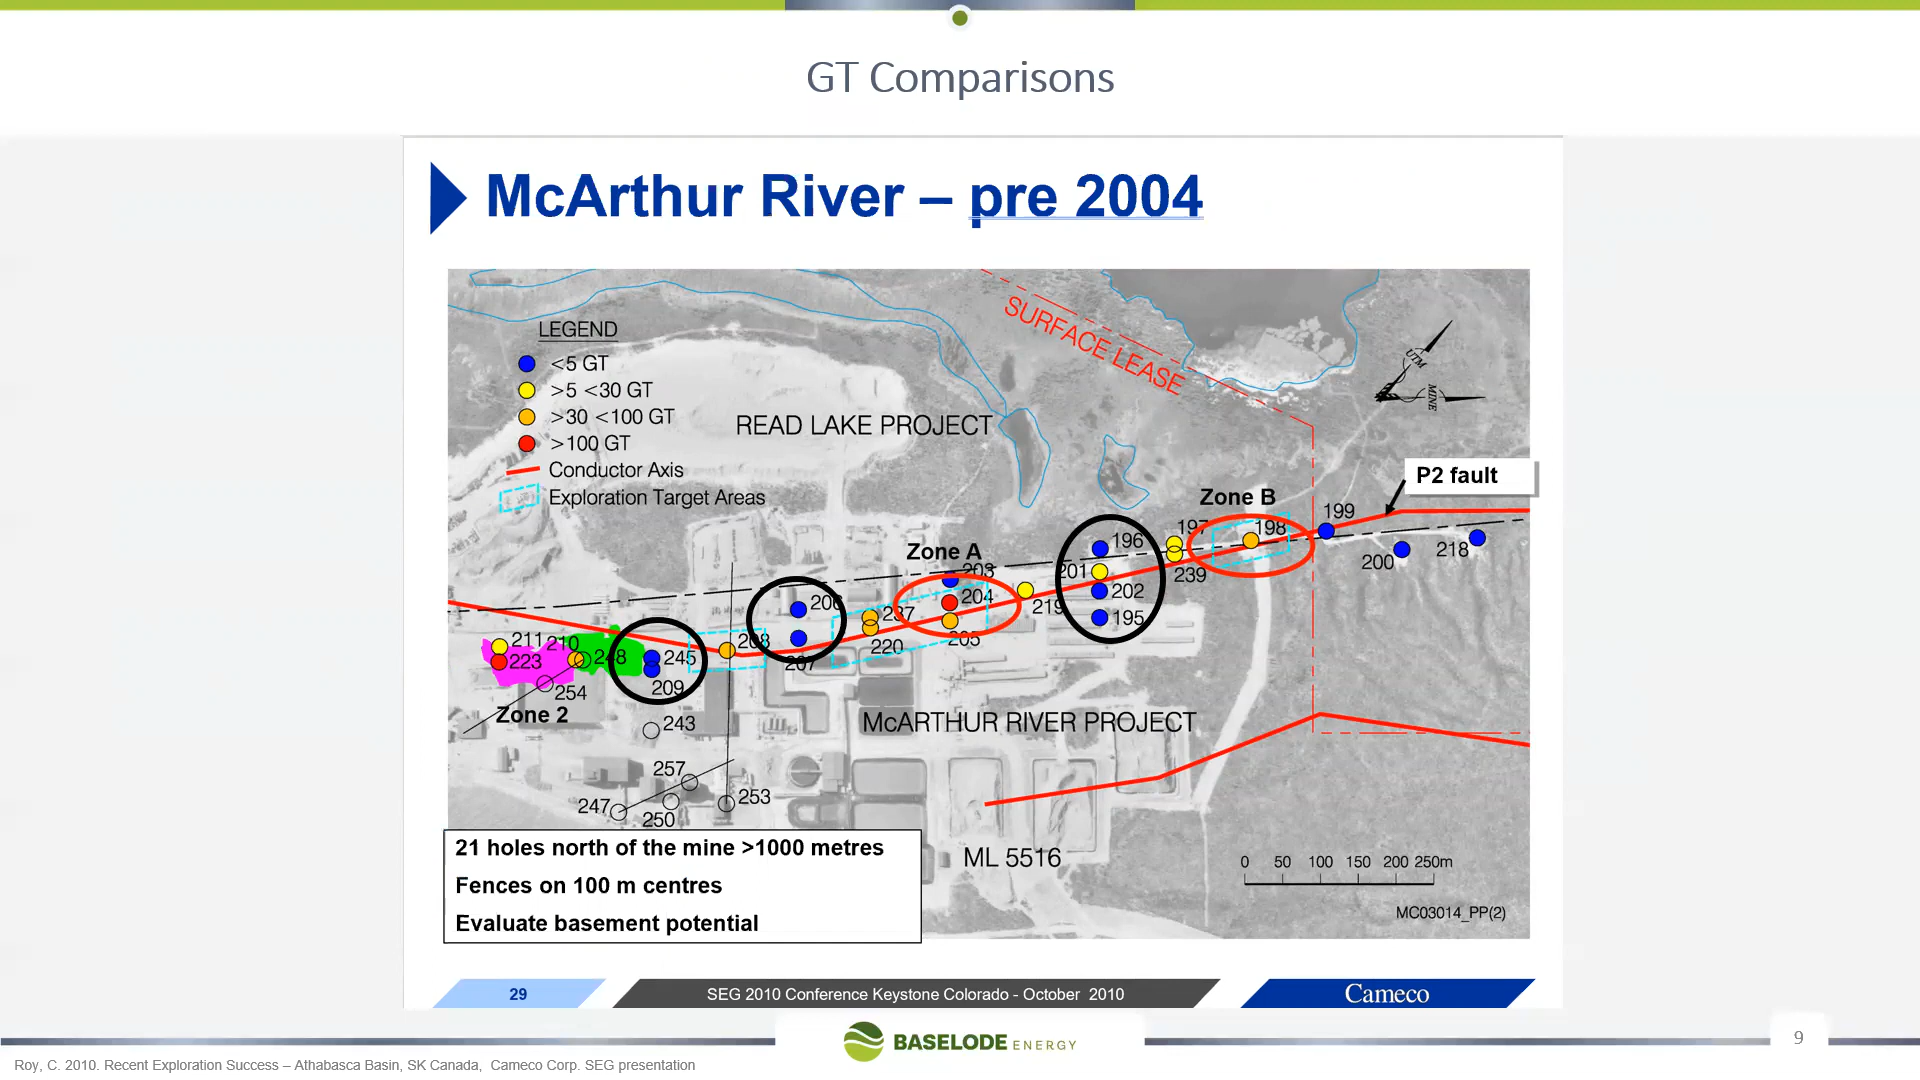 GT Comparisons
McArthur River – pre 2004
LEGEND
<5 GT
>5 <30 GT
>30 <100 GT
>100 GT
Conductor Axis
Exploration Target Areas
READ LAKE PROJECT
SURFACE LEASE
UTM
MINE
P2 fault
Zone B
199
197
198
196
200
218
Zone A
203
201
239
202
204
219
195
206
237
205
220
208
207
211
210
248
245
223
209
254
Zone 2
243
McARTHUR RIVER PROJECT
257
253
247
250
ML 5516
0 50 100 150 200 250m
MC03014_PP(2)
21 holes north of the mine >1000 metres
Fences on 100 m centres
Evaluate basement potential
29
SEG 2010 Conference Keystone Colorado - October 2010
Cameco
BASELODE ENERGY
9
Roy, C. 2010. Recent Exploration Success – Athabasca Basin, SK Canada, Cameco Corp. SEG presentation